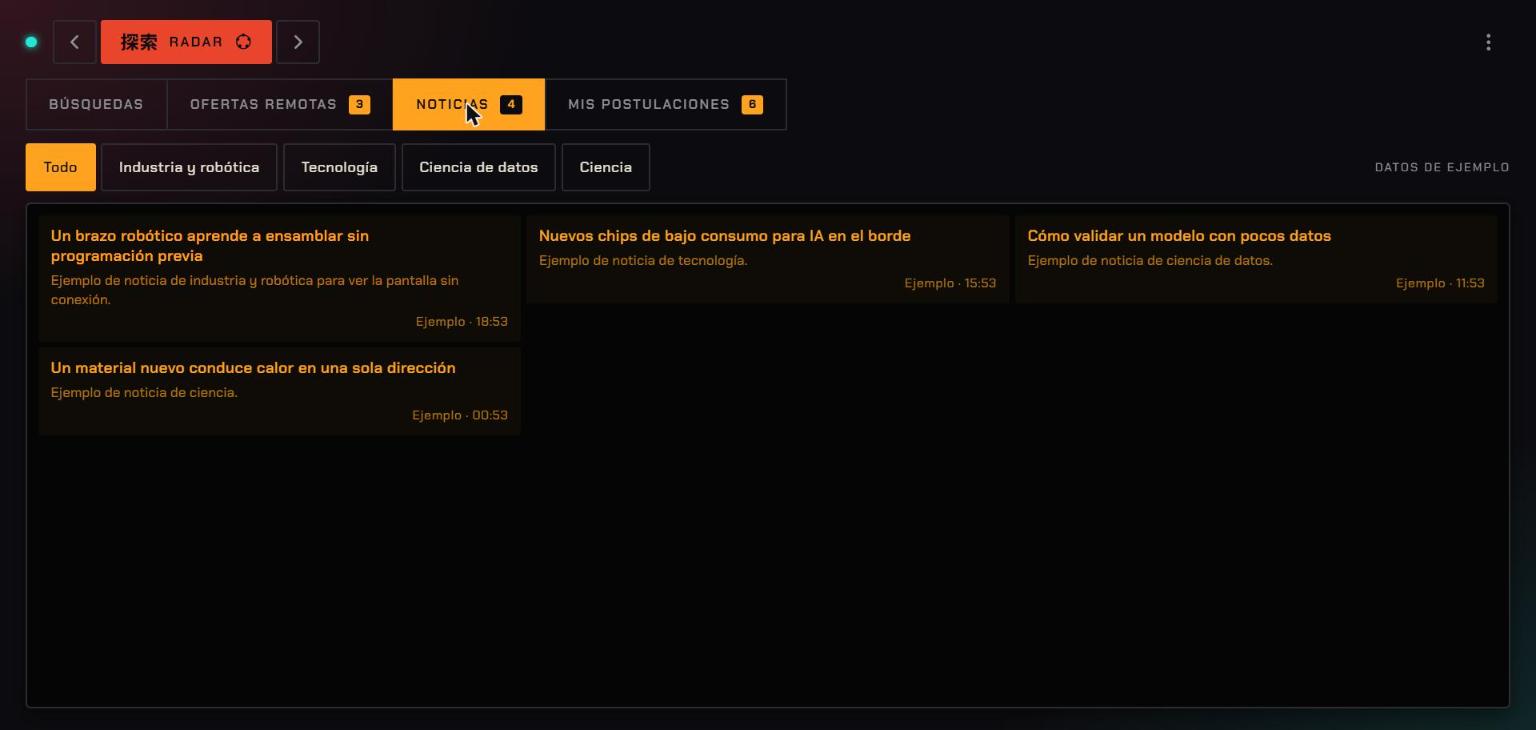 探索 RADAR
BÚSQUEDAS
OFERTAS REMOTAS 3
NOTICIAS 4
MIS POSTULACIONES 6
Todo
Industria y robótica
Tecnología
Ciencia de datos
Ciencia
DATOS DE EJEMPLO
Un brazo robótico aprende a ensamblar sin
programación previa
Ejemplo de noticia de industria y robótica para ver la pantalla sin
conexión.
Ejemplo · 18:53
Nuevos chips de bajo consumo para IA en el borde
Ejemplo de noticia de tecnología.
Ejemplo · 15:53
Cómo validar un modelo con pocos datos
Ejemplo de noticia de ciencia de datos.
Ejemplo · 11:53
Un material nuevo conduce calor en una sola dirección
Ejemplo de noticia de ciencia.
Ejemplo · 00:53